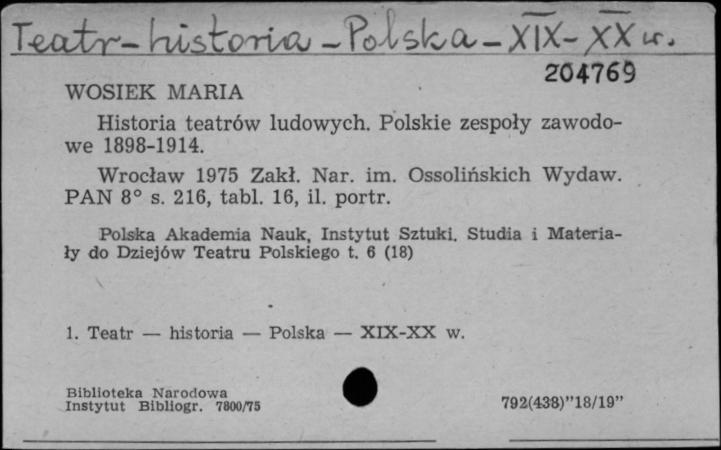 Teatr - historia - Polska - XIX - XX w.
204769
WOSIEK MARIA
Historia teatrów ludowych. Polskie zespoły zawodo-
we 1898-1914.
Wrocław 1975 Zakł. Nar. im. Ossolińskich Wydaw.
PAN 8° s. 216, tabl. 16, il. portr.
Polska Akademia Nauk, Instytut Sztuki. Studia i Materia-
ły do Dziejów Teatru Polskiego t. 6 (18)
1. Teatr — historia — Polska — XIX-XX w.
Biblioteka Narodowa
Instytut Bibliogr. 7800/75
792(438)"18/19"